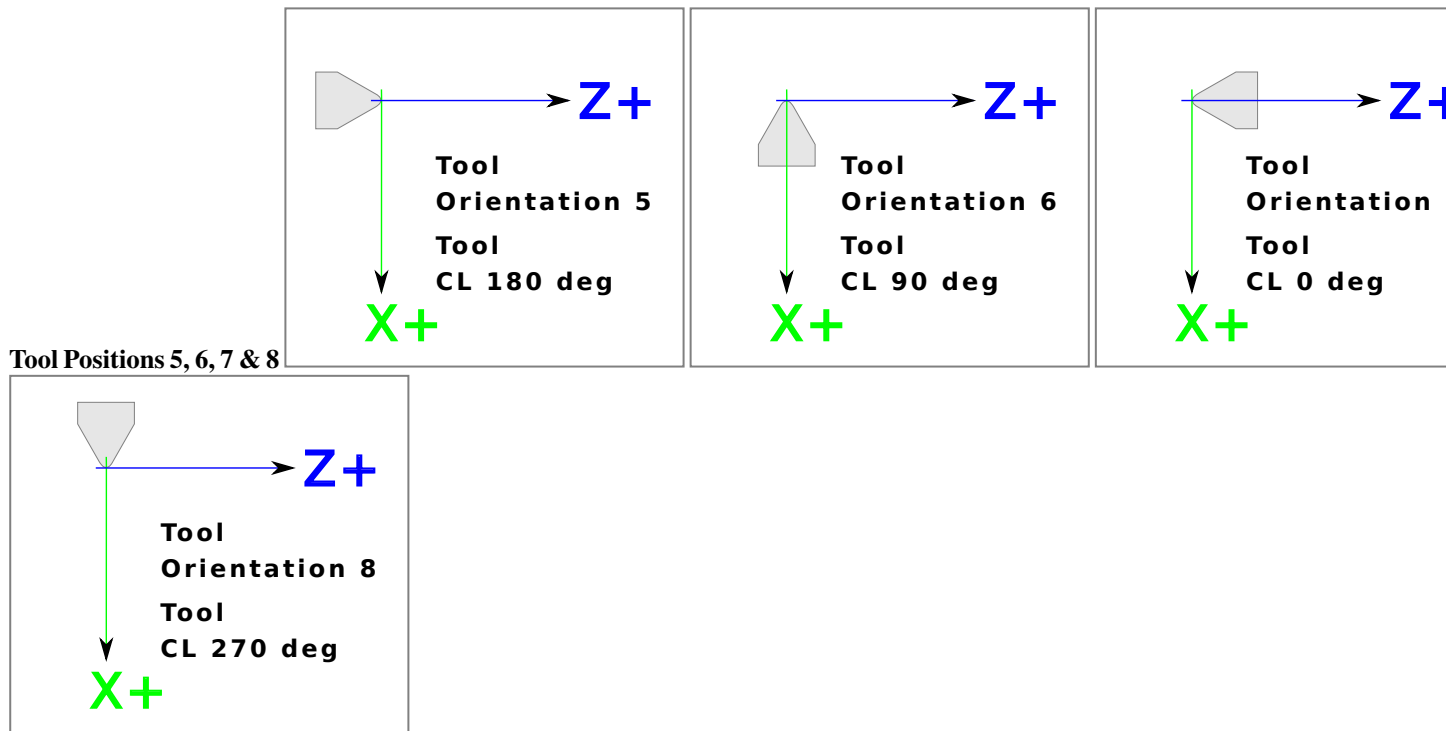 Z+
Tool
Orientation 5
Tool
CL 180 deg
X+
Z+
Tool
Orientation 6
Tool
CL 90 deg
X+
Z+
Tool
Orientation
Tool
CL 0 deg
X+
Tool Positions 5, 6, 7 & 8
Z+
Tool
Orientation 8
Tool
CL 270 deg
X+